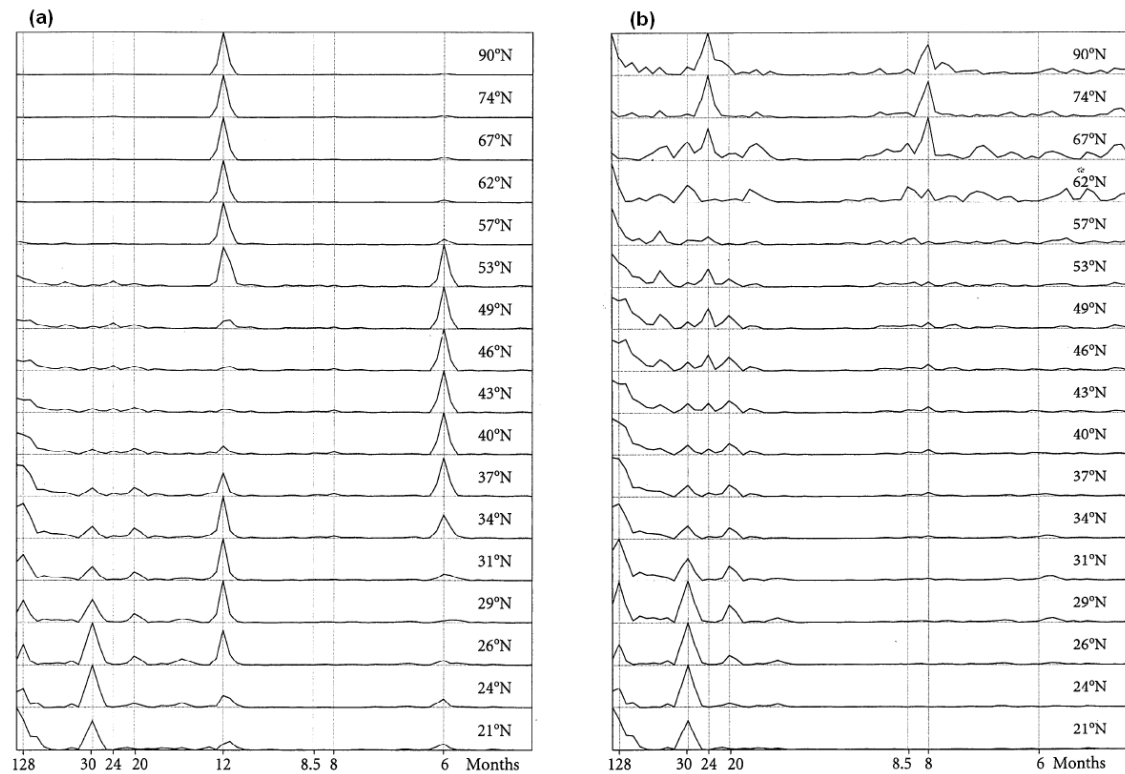 (a)
90°N
74°N
67°N
62°N
57°N
53°N
49°N
46°N
43°N
40°N
37°N
34°N
31°N
29°N
26°N
24°N
21°N
128 30 24 20 12 8.5 8 6 Months
(b)
90°N
74°N
67°N
62°N
57°N
53°N
49°N
46°N
43°N
40°N
37°N
34°N
31°N
29°N
26°N
24°N
21°N
128 30 24 20 8.5 8 6 Months